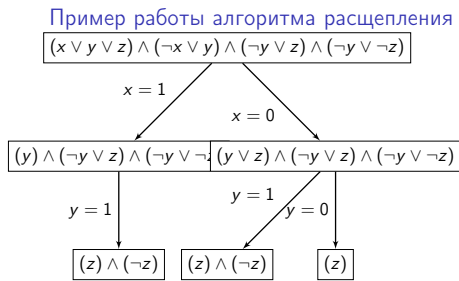 Пример работы алгоритма расщепления
(x ∨ y ∨ z) ∧ (¬x ∨ y) ∧ (¬y ∨ z) ∧ (¬y ∨ ¬z)
x = 1
x = 0
(y) ∧ (¬y ∨ z) ∧ (¬y ∨ ¬z
(y ∨ z) ∧ (¬y ∨ z) ∧ (¬y ∨ ¬z)
y = 1
y = 1
y = 0
(z) ∧ (¬z)
(z) ∧ (¬z)
(z)